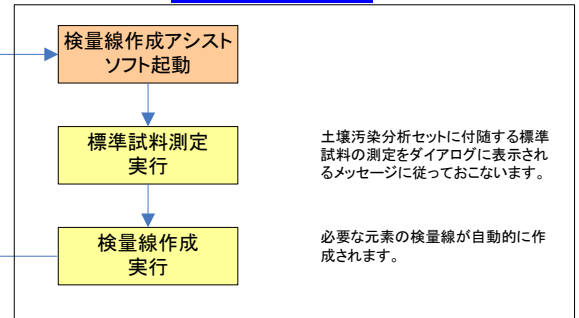 検量線作成アシスト
ソフト起動
標準試料測定
実行
土壌汚染分析セットに付随する標準
試料の測定をダイアログに表示され
るメッセージに従っておこないます。
検量線作成
実行
必要な元素の検量線が自動的に作
成されます。